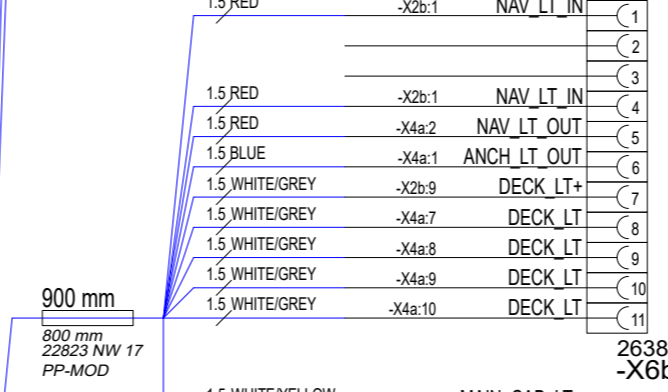 1.5 RED -X2b:1 NAV_LT_IN 1
2
3
1.5 RED -X2b:1 NAV_LT_IN 4
1.5 RED -X4a:2 NAV_LT_OUT 5
1.5 BLUE -X4a:1 ANCH_LT_OUT 6
1.5 WHITE/GREY -X2b:9 DECK_LT+ 7
1.5 WHITE/GREY -X4a:7 DECK_LT 8
1.5 WHITE/GREY -X4a:8 DECK_LT 9
1.5 WHITE/GREY -X4a:9 DECK_LT 10
1.5 WHITE/GREY -X4a:10 DECK_LT 11
900 mm
800 mm
22823 NW 17
PP-MOD
2638
-X6b
1.5 WHITE/YELLOW